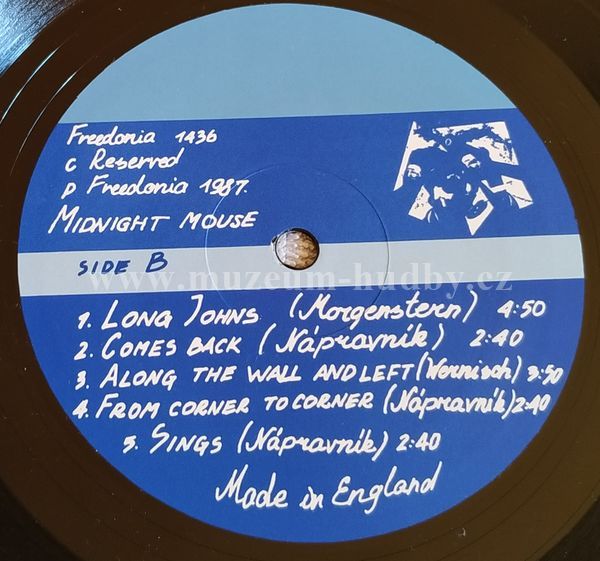 Freedonia 1436
c Reserved
p Freedonia 1987.
MIDNIGHT MOUSE
SIDE B
www.muzeum-hudby.cz
1. LONG JOHNS (Morgenstern) 4:50
2. COMES BACK (Nápravník) 2:40
3. ALONG THE WALL AND LEFT (Wernisch) 3:50
4. FROM CORNER TO CORNER (Nápravník) 2:40
5. SINGS (Nápravník) 2:40
Made in England